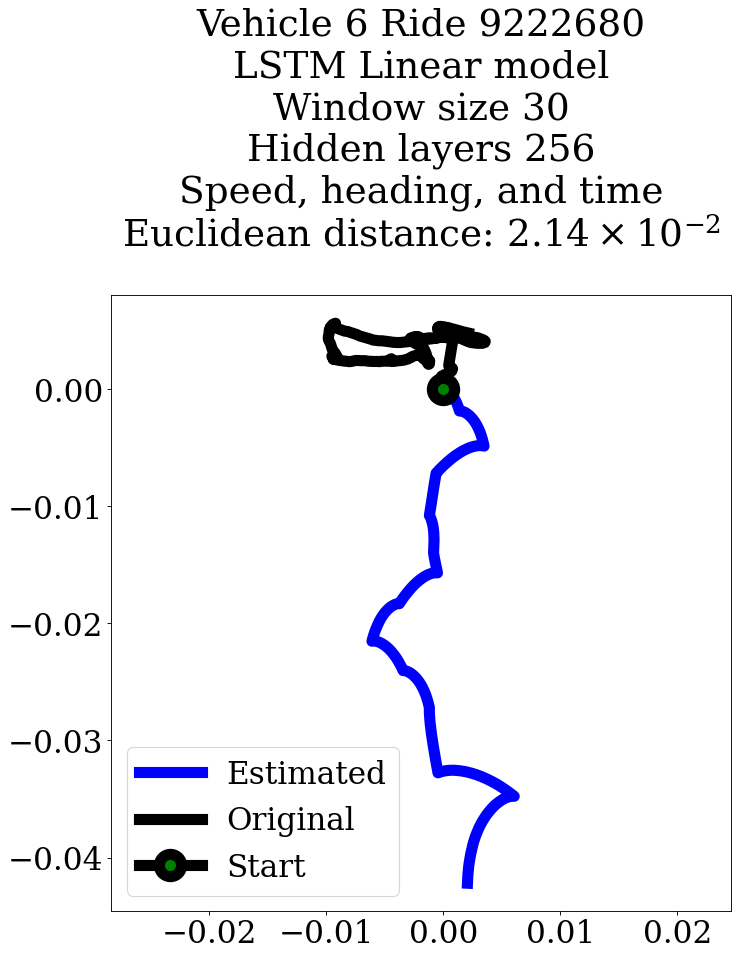 Vehicle 6 Ride 9222680
LSTM Linear model
Window size 30
Hidden layers 256
Speed, heading, and time
Euclidean distance: 2.14 × 10⁻²
0.00
−0.01
−0.02
−0.03
−0.04
Estimated
Original
Start
−0.02 −0.01 0.00 0.01 0.02